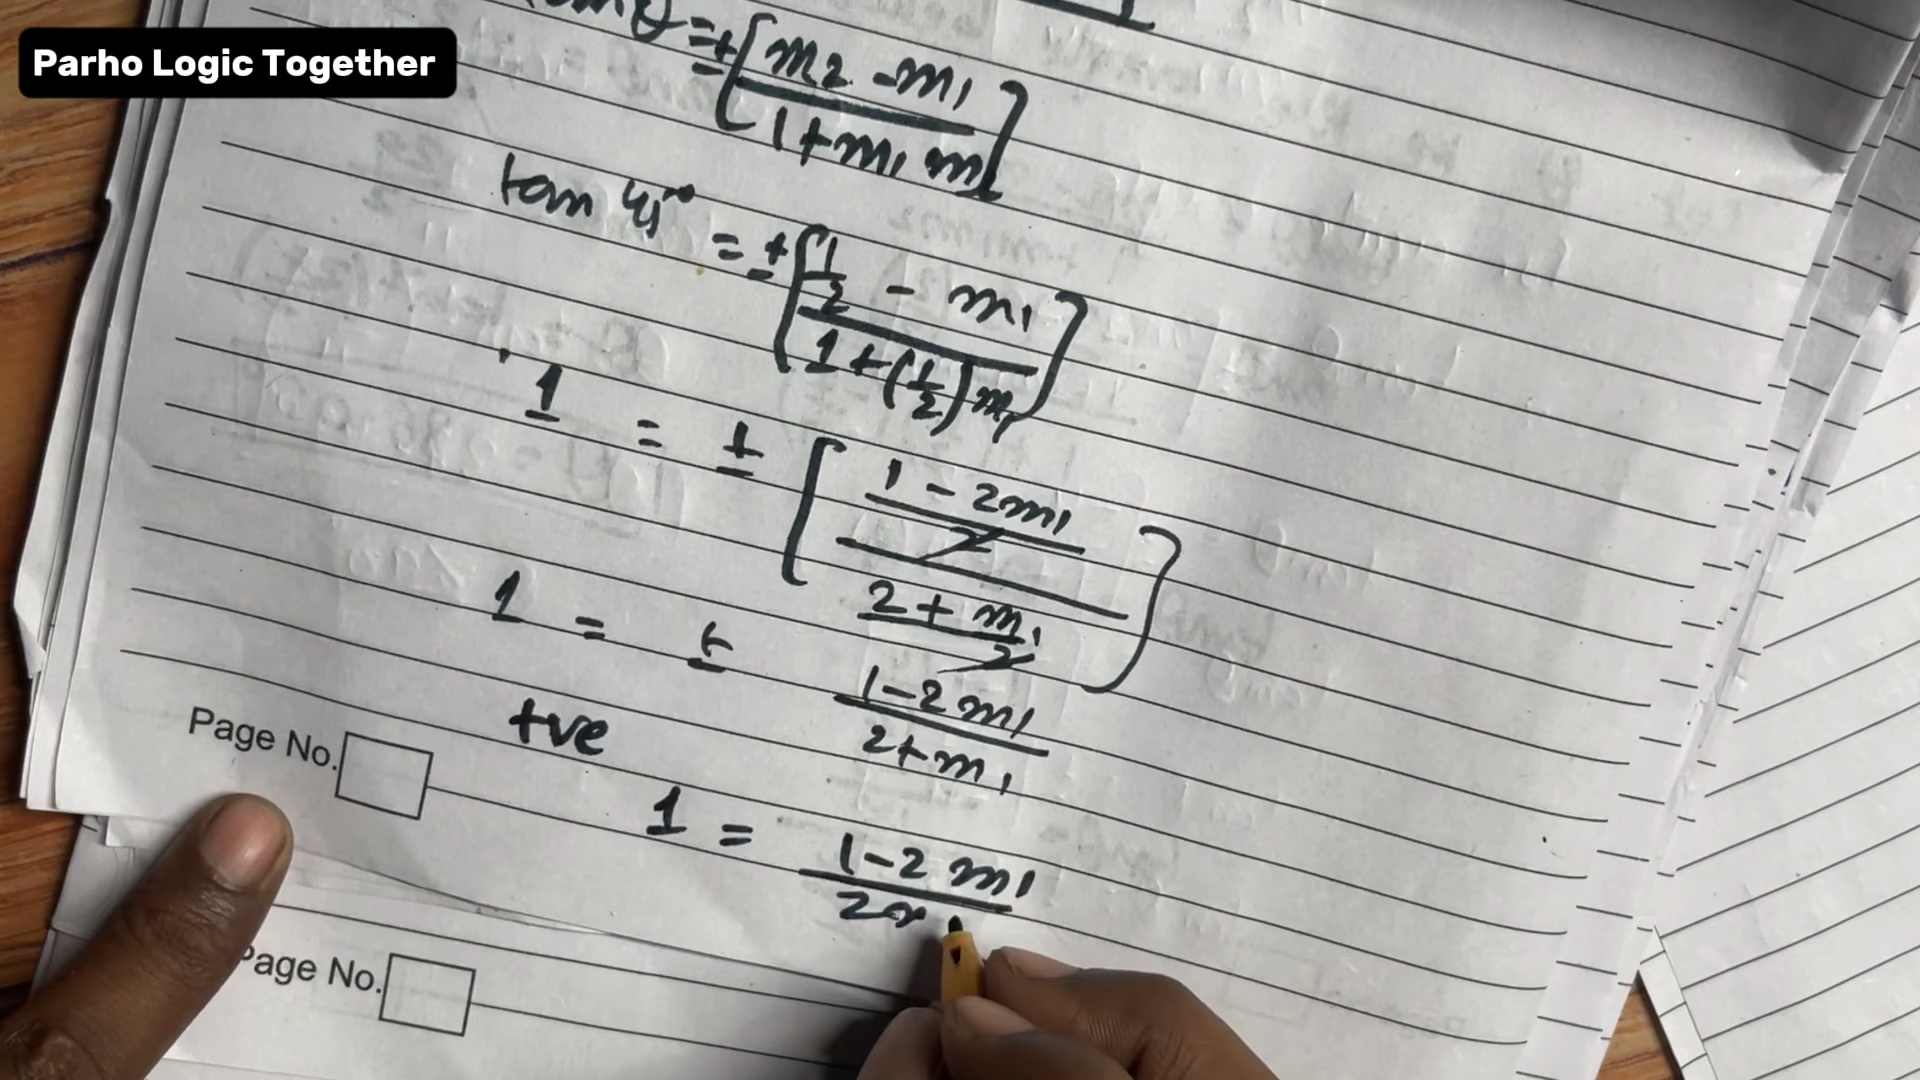 Parho Logic Together
tanθ = ± [ m2 - m1 / 1 + m1 m ]
tan 45° = ± [ 1/2 - m1 / 1 + (1/2) m1 ]
1 = ± [ 1 - 2m1 / 2 / 2 + m1 / 2 ]
1 = ± 1 - 2m1 / 2 + m1
+ve
Page No.
1 = 1 - 2m1 / 2
Page No.